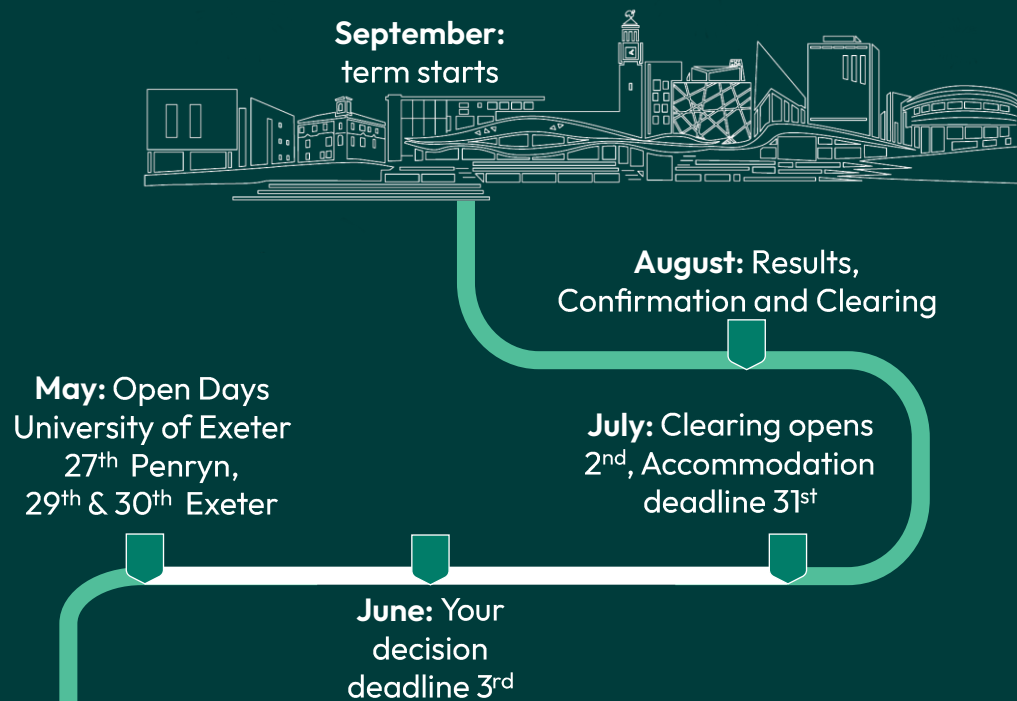 September:
term starts
August: Results,
Confirmation and Clearing
May: Open Days
University of Exeter
27th Penryn,
29th & 30th Exeter
July: Clearing opens
2nd, Accommodation
deadline 31st
June: Your
decision
deadline 3rd